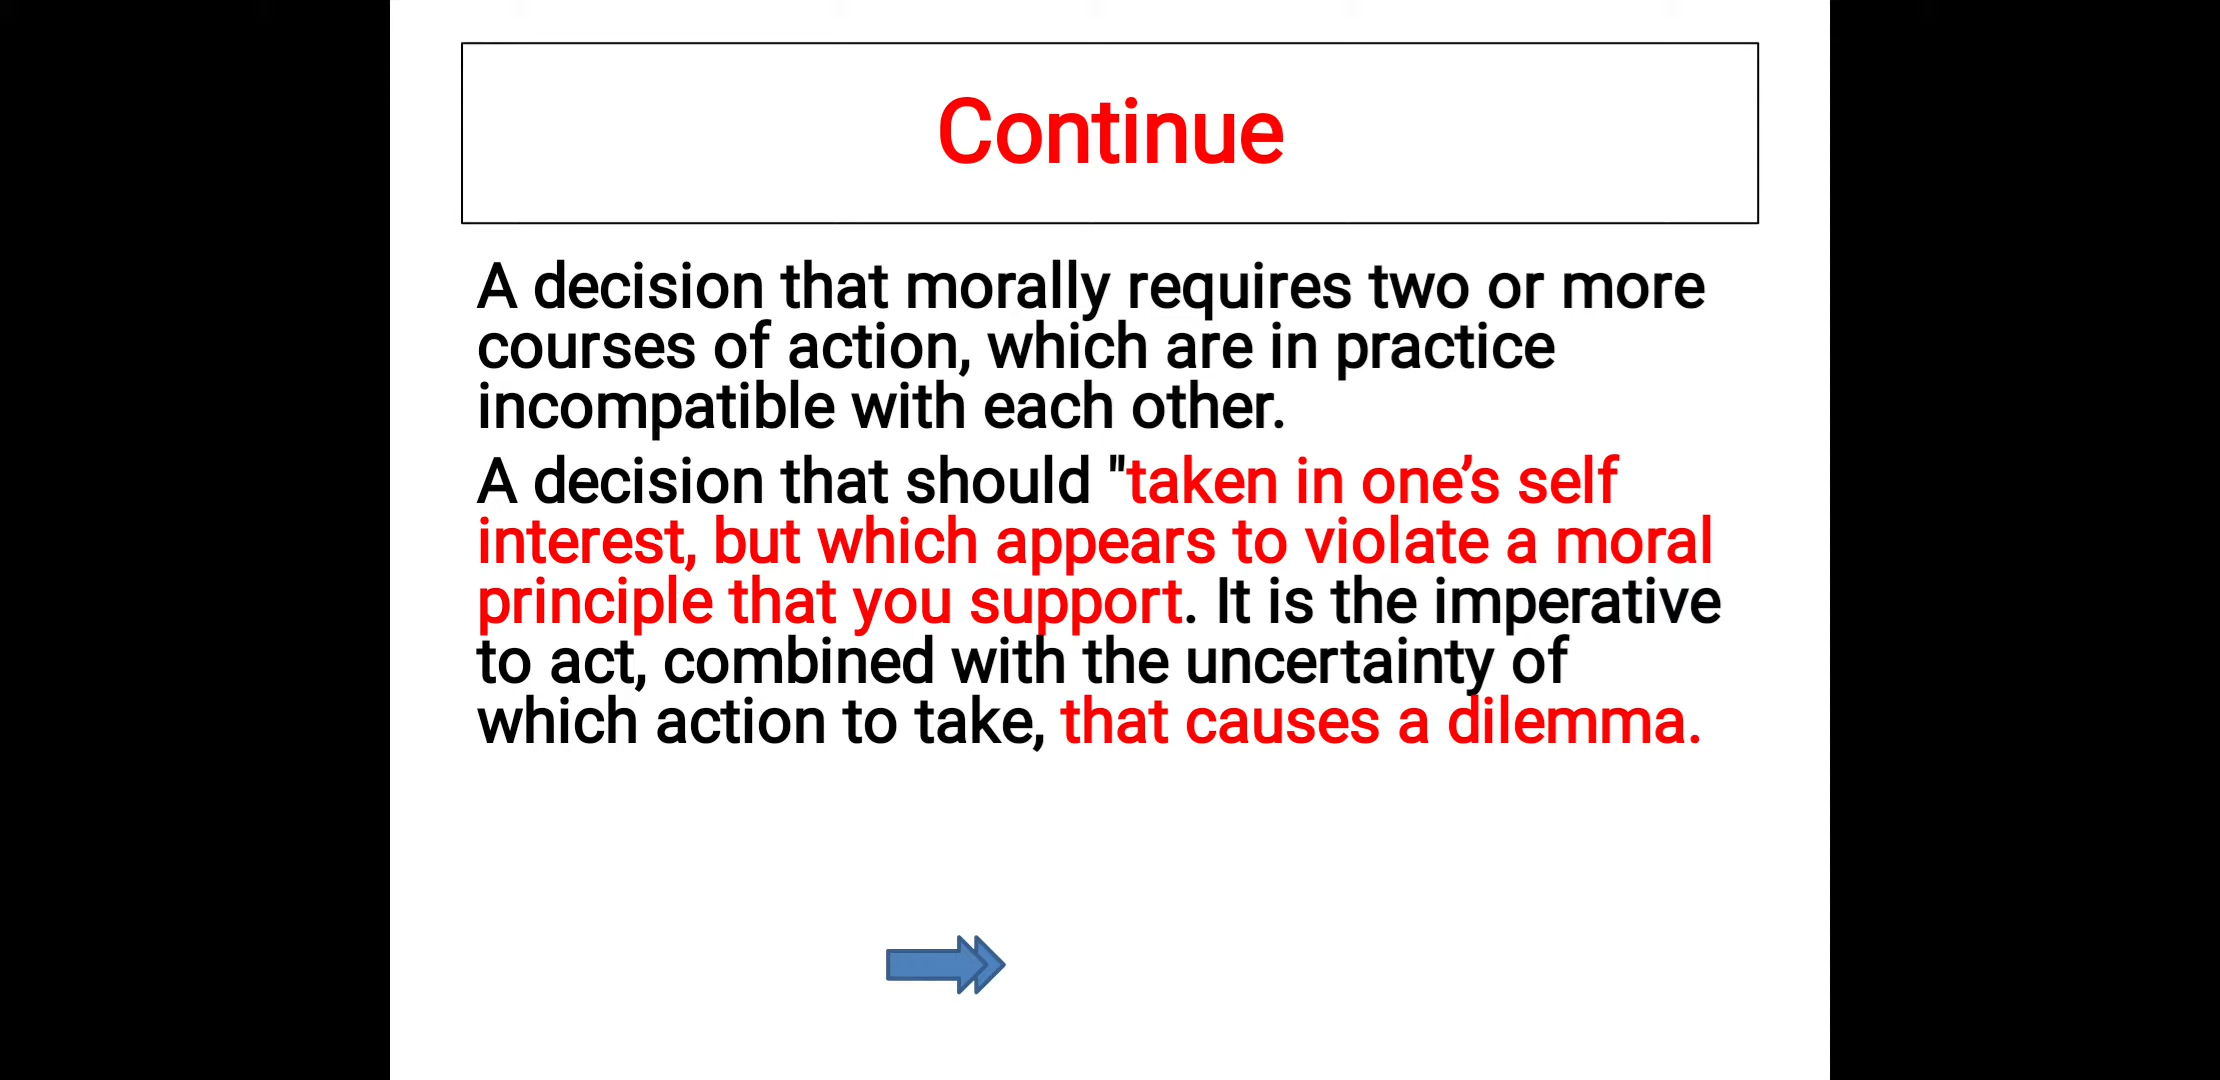 Continue
A decision that morally requires two or more
courses of action, which are in practice
incompatible with each other.
A decision that should "taken in one’s self
interest, but which appears to violate a moral
principle that you support. It is the imperative
to act, combined with the uncertainty of
which action to take, that causes a dilemma.